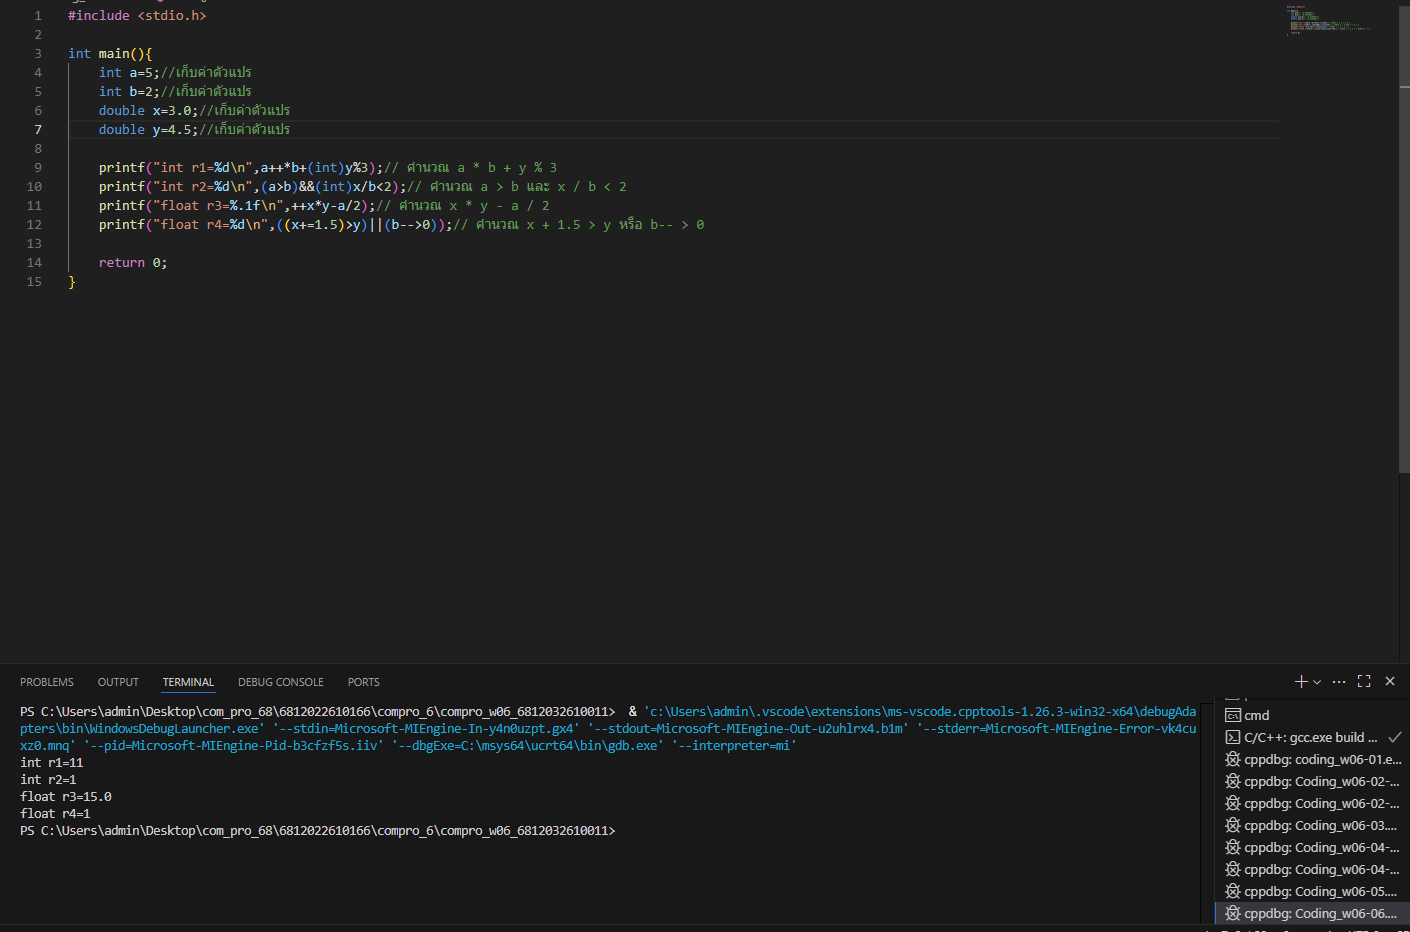 1 #include <stdio.h>
2
3 int main(){
4 int a=5;//เก็บค่าตัวแปร
5 int b=2;//เก็บค่าตัวแปร
6 double x=3.0;//เก็บค่าตัวแปร
7 double y=4.5;//เก็บค่าตัวแปร
8
9 printf("int r1=%d\n",a++*b+(int)y%3);// คำนวณ a * b + y % 3
10 printf("int r2=%d\n",(a>b)&&(int)x/b<2);// คำนวณ a > b และ x / b < 2
11 printf("float r3=%.1f\n",++x*y-a/2);// คำนวณ x * y - a / 2
12 printf("float r4=%d\n",((x+=1.5)>y)||(b-->0));// คำนวณ x + 1.5 > y หรือ b-- > 0
13
14 return 0;
15 }
PROBLEMS OUTPUT TERMINAL DEBUG CONSOLE PORTS
PS C:\Users\admin\Desktop\com_pro_68\6812022610166\compro_6\compro_w06_6812032610011> & 'c:\Users\admin\.vscode\extensions\ms-vscode.cpptools-1.26.3-win32-x64\debugAda
pters\bin\WindowsDebugLauncher.exe' '--stdin=Microsoft-MIEngine-In-y4n0uzpt.gx4' '--stdout=Microsoft-MIEngine-Out-u2uhlrx4.b1m' '--stderr=Microsoft-MIEngine-Error-vk4cu
xz0.mnq' '--pid=Microsoft-MIEngine-Pid-b3cfzf5s.iiv' '--dbgExe=C:\msys64\ucrt64\bin\gdb.exe' '--interpreter=mi'
int r1=11
int r2=1
float r3=15.0
float r4=1
PS C:\Users\admin\Desktop\com_pro_68\6812022610166\compro_6\compro_w06_6812032610011>
cmd
C/C++: gcc.exe build ...
cppdbg: coding_w06-01.e...
cppdbg: Coding_w06-02-...
cppdbg: Coding_w06-02-...
cppdbg: Coding_w06-03....
cppdbg: Coding_w06-04-...
cppdbg: Coding_w06-04-...
cppdbg: Coding_w06-05....
cppdbg: Coding_w06-06....